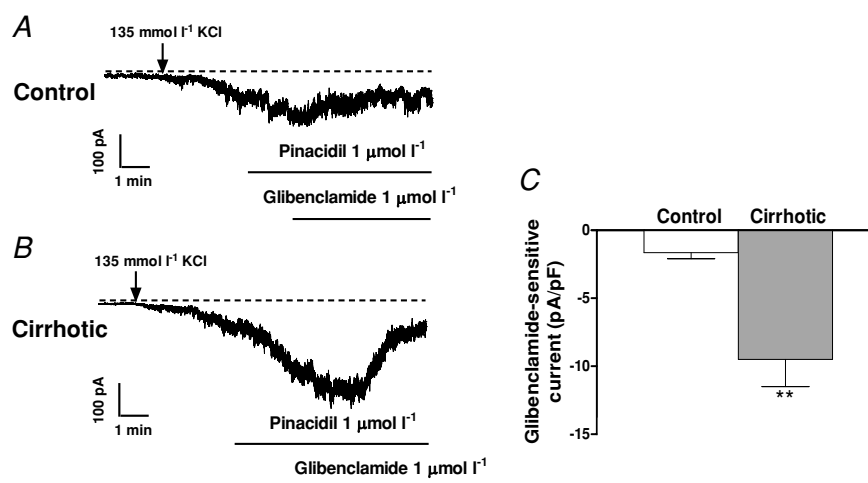 A
135 mmol l⁻¹ KCl
Control
100 pA
1 min
Pinacidil 1 μmol l⁻¹
Glibenclamide 1 μmol l⁻¹
B
135 mmol l⁻¹ KCl
Cirrhotic
100 pA
1 min
Pinacidil 1 μmol l⁻¹
Glibenclamide 1 μmol l⁻¹
C
Control Cirrhotic
0
-5
-10
-15
Glibenclamide-sensitive
current (pA/pF)
**